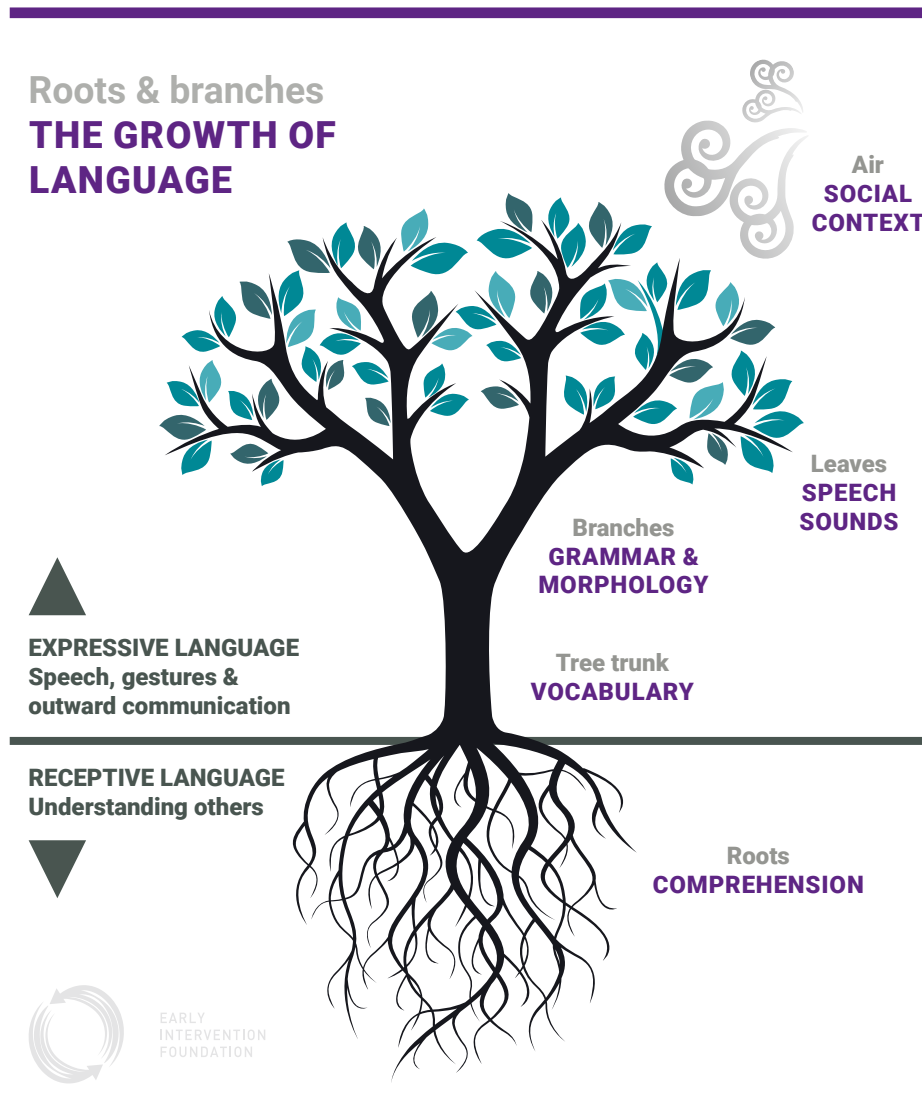 Roots & branches
THE GROWTH OF
LANGUAGE
Air
SOCIAL
CONTEXT
Leaves
SPEECH
SOUNDS
Branches
GRAMMAR &
MORPHOLOGY
Tree trunk
VOCABULARY
EXPRESSIVE LANGUAGE
Speech, gestures &
outward communication
RECEPTIVE LANGUAGE
Understanding others
Roots
COMPREHENSION
EARLY
INTERVENTION
FOUNDATION